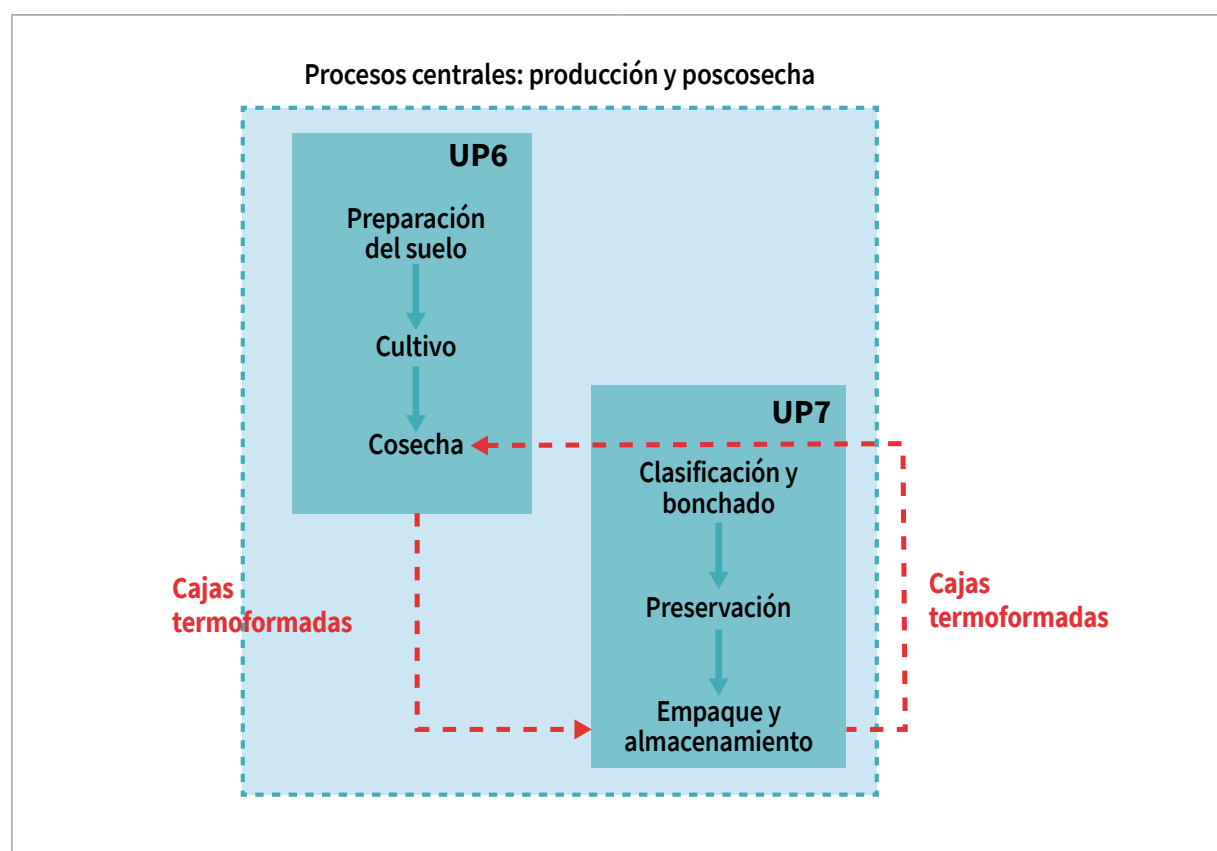 Procesos centrales: producción y poscosecha
UP6
Preparación
del suelo
Cultivo
Cosecha
UP7
Clasificación y
bonchado
Preservación
Empaque y
almacenamiento
Cajas
termoformadas
Cajas
termoformadas